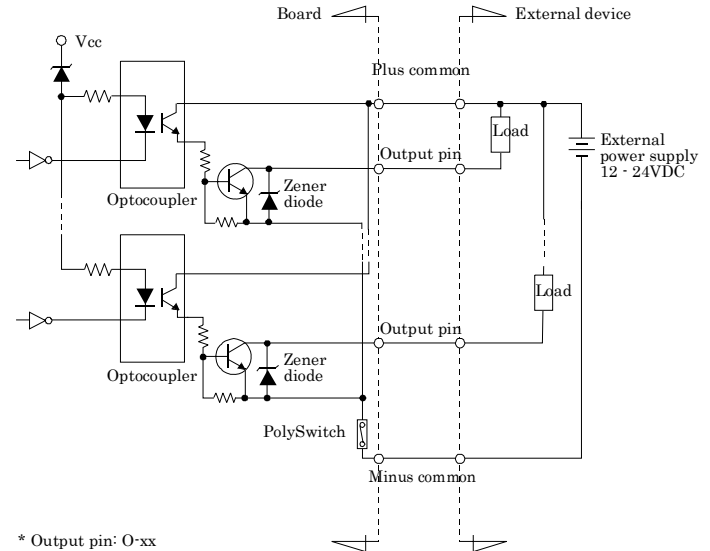 Board
External device
Vcc
Plus common
Load
External
power supply
12 - 24VDC
Output pin
Zener
diode
Optocoupler
Load
Output pin
Zener
diode
Optocoupler
PolySwitch
Minus common
* Output pin: O-xx